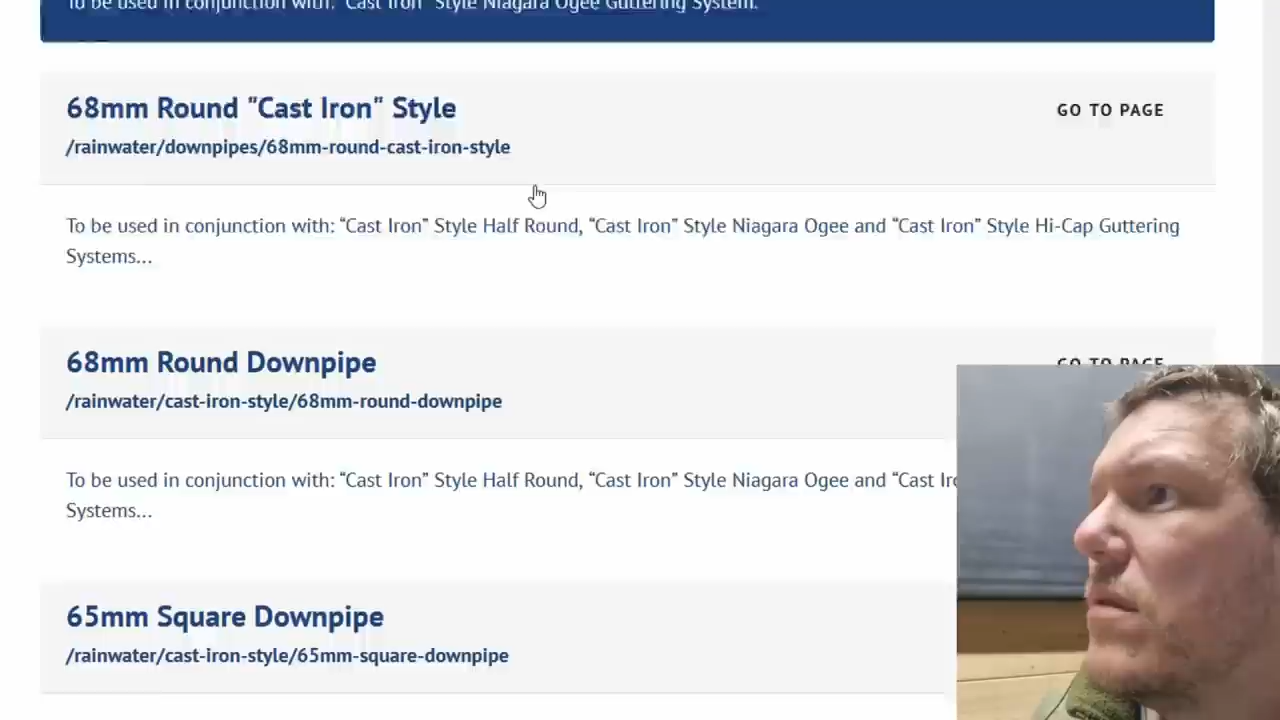 To be used in conjunction with: "Cast Iron" Style Niagara Ogee Guttering System.
68mm Round "Cast Iron" Style
GO TO PAGE
/rainwater/downpipes/68mm-round-cast-iron-style
To be used in conjunction with: “Cast Iron” Style Half Round, “Cast Iron” Style Niagara Ogee and “Cast Iron” Style Hi-Cap Guttering
Systems...
68mm Round Downpipe
GO TO PAGE
/rainwater/cast-iron-style/68mm-round-downpipe
To be used in conjunction with: “Cast Iron” Style Half Round, “Cast Iron” Style Niagara Ogee and “Cast
Systems...
65mm Square Downpipe
/rainwater/cast-iron-style/65mm-square-downpipe